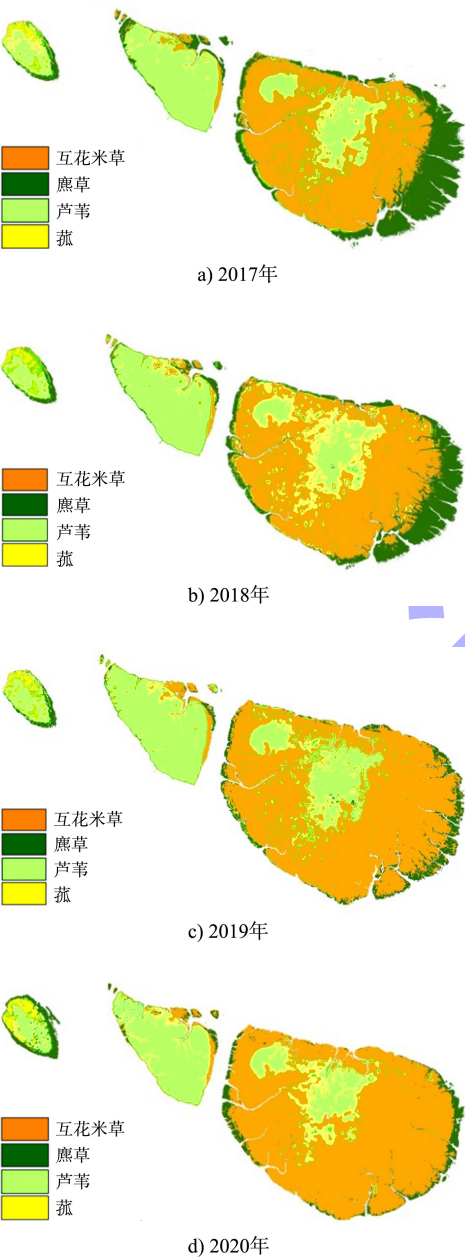 互花米草
藨草
芦苇
菰
a) 2017年
互花米草
藨草
芦苇
菰
b) 2018年
互花米草
藨草
芦苇
菰
c) 2019年
互花米草
藨草
芦苇
菰
d) 2020年